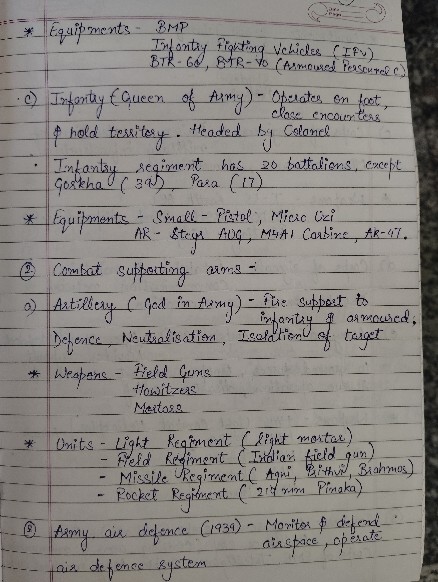 * Equipments - BMP
Infantry Fighting Vehicles (IFV)
BTR-60, BTR-70 (Armoured Personnel C)
c) Infantry (Queen of Army) - Operates on foot,
close encounters
& hold territory. Headed by Colonel
Infantry regiment has 20 battalions, except
Gorkha (39), Para (17)
* Equipments - Small - Pistol, Micro Uzi
AR - Steyr AUG, M4A1 Carbine, AK-47.
② Combat supporting arms :-
a) Artillery (God in Army) - Fire support to
infantry & armoured.
Defence, Neutralisation, Isolation of target
* Weapons - Field Guns
Howitzers
Mortars
* Units - Light Regiment (light mortar)
- Field Regiment (Indian field gun)
- Missile Regiment (Agni, Prithvi, Brahmos)
- Rocket Regiment (214 mm Pinaka)
Army air defence (1939) - Monitor & defend
airspace, operate
air defence system